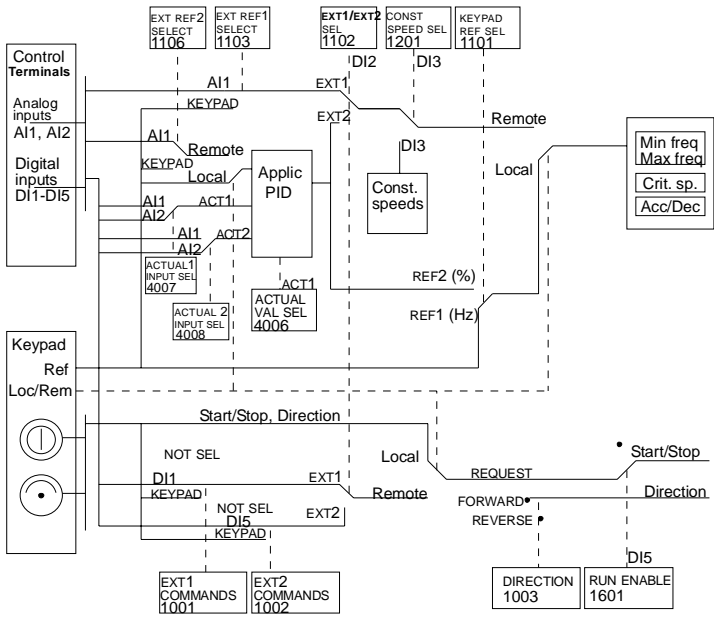 EXT REF2
SELECT
1106
EXT REF1
SELECT
1103
EXT1/EXT2
SEL
1102
CONST
SPEED SEL
1201
KEYPAD
REF SEL
1101
Control
Terminals
Analog
inputs
AI1, AI2
Digital
inputs
DI1-DI5
AI1
KEYPAD
EXT1
EXT2
DI2
DI3
Remote
AI1
Remote
KEYPAD
Local
Applic
PID
DI3
Const.
speeds
Local
Min freq
Max freq
Crit. sp.
Acc/Dec
AI1
AI2
ACT1
AI1
AI2
ACT2
ACTUAL1
INPUT SEL
4007
ACTUAL 2
INPUT SEL
4008
ACT1
ACTUAL
VAL SEL
4006
REF2 (%)
REF1 (Hz)
Keypad
Ref
Loc/Rem
Start/Stop, Direction
NOT SEL
DI1
KEYPAD
EXT1
NOT SEL
DI5
KEYPAD
EXT2
Local
Remote
REQUEST
Start/Stop
FORWARD
Direction
REVERSE
DI5
EXT1
COMMANDS
1001
EXT2
COMMANDS
1002
DIRECTION
1003
RUN ENABLE
1601